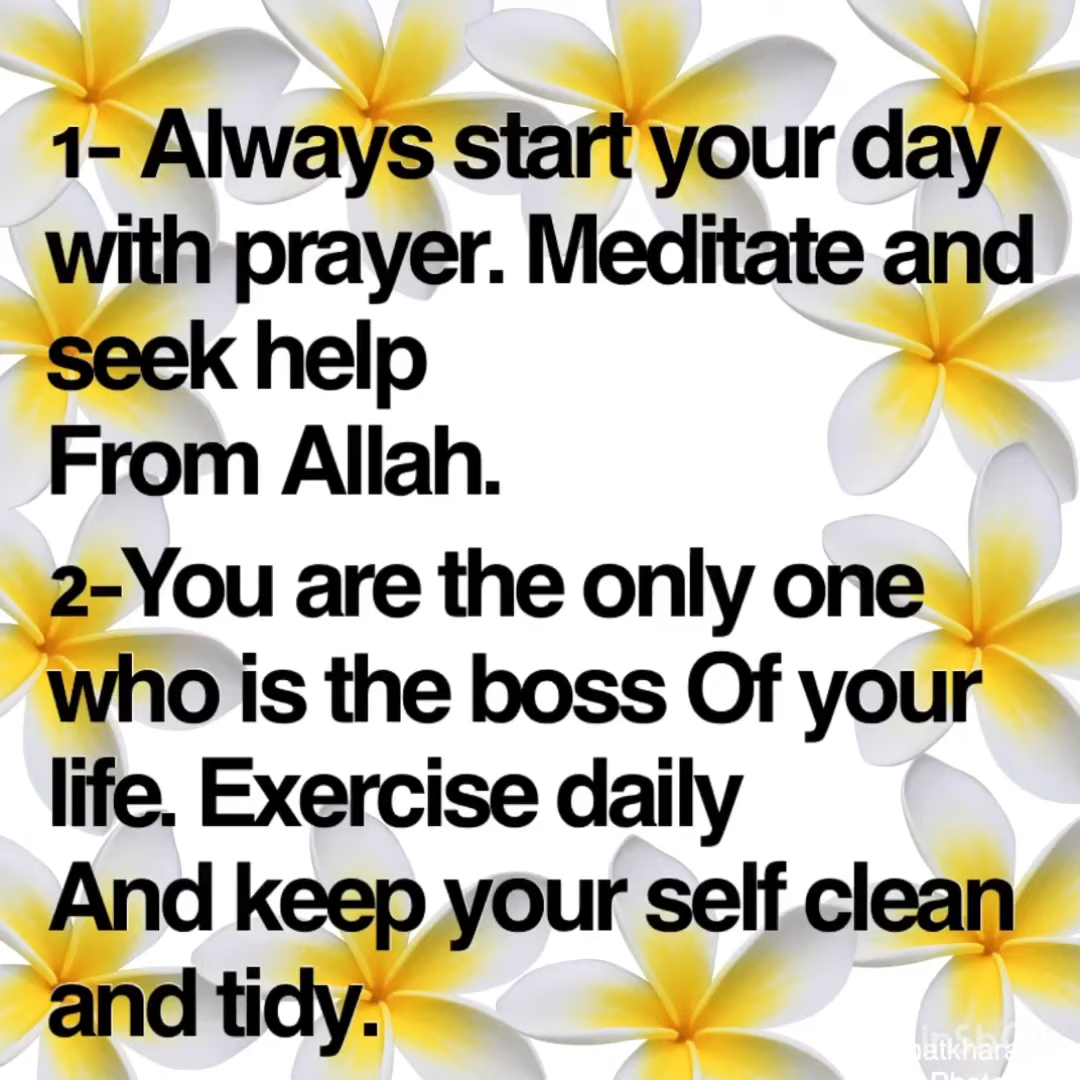 1- Always start your day
with prayer. Meditate and
seek help
From Allah.
2-You are the only one
who is the boss Of your
life. Exercise daily
And keep your self clean
and tidy.